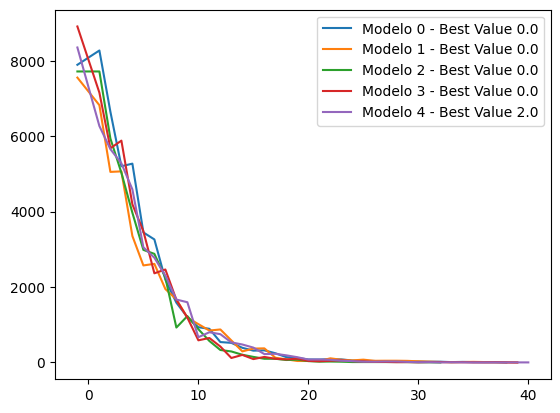 Modelo 0 - Best Value 0.0
Modelo 1 - Best Value 0.0
Modelo 2 - Best Value 0.0
Modelo 3 - Best Value 0.0
Modelo 4 - Best Value 2.0
8000
6000
4000
2000
0
0 10 20 30 40